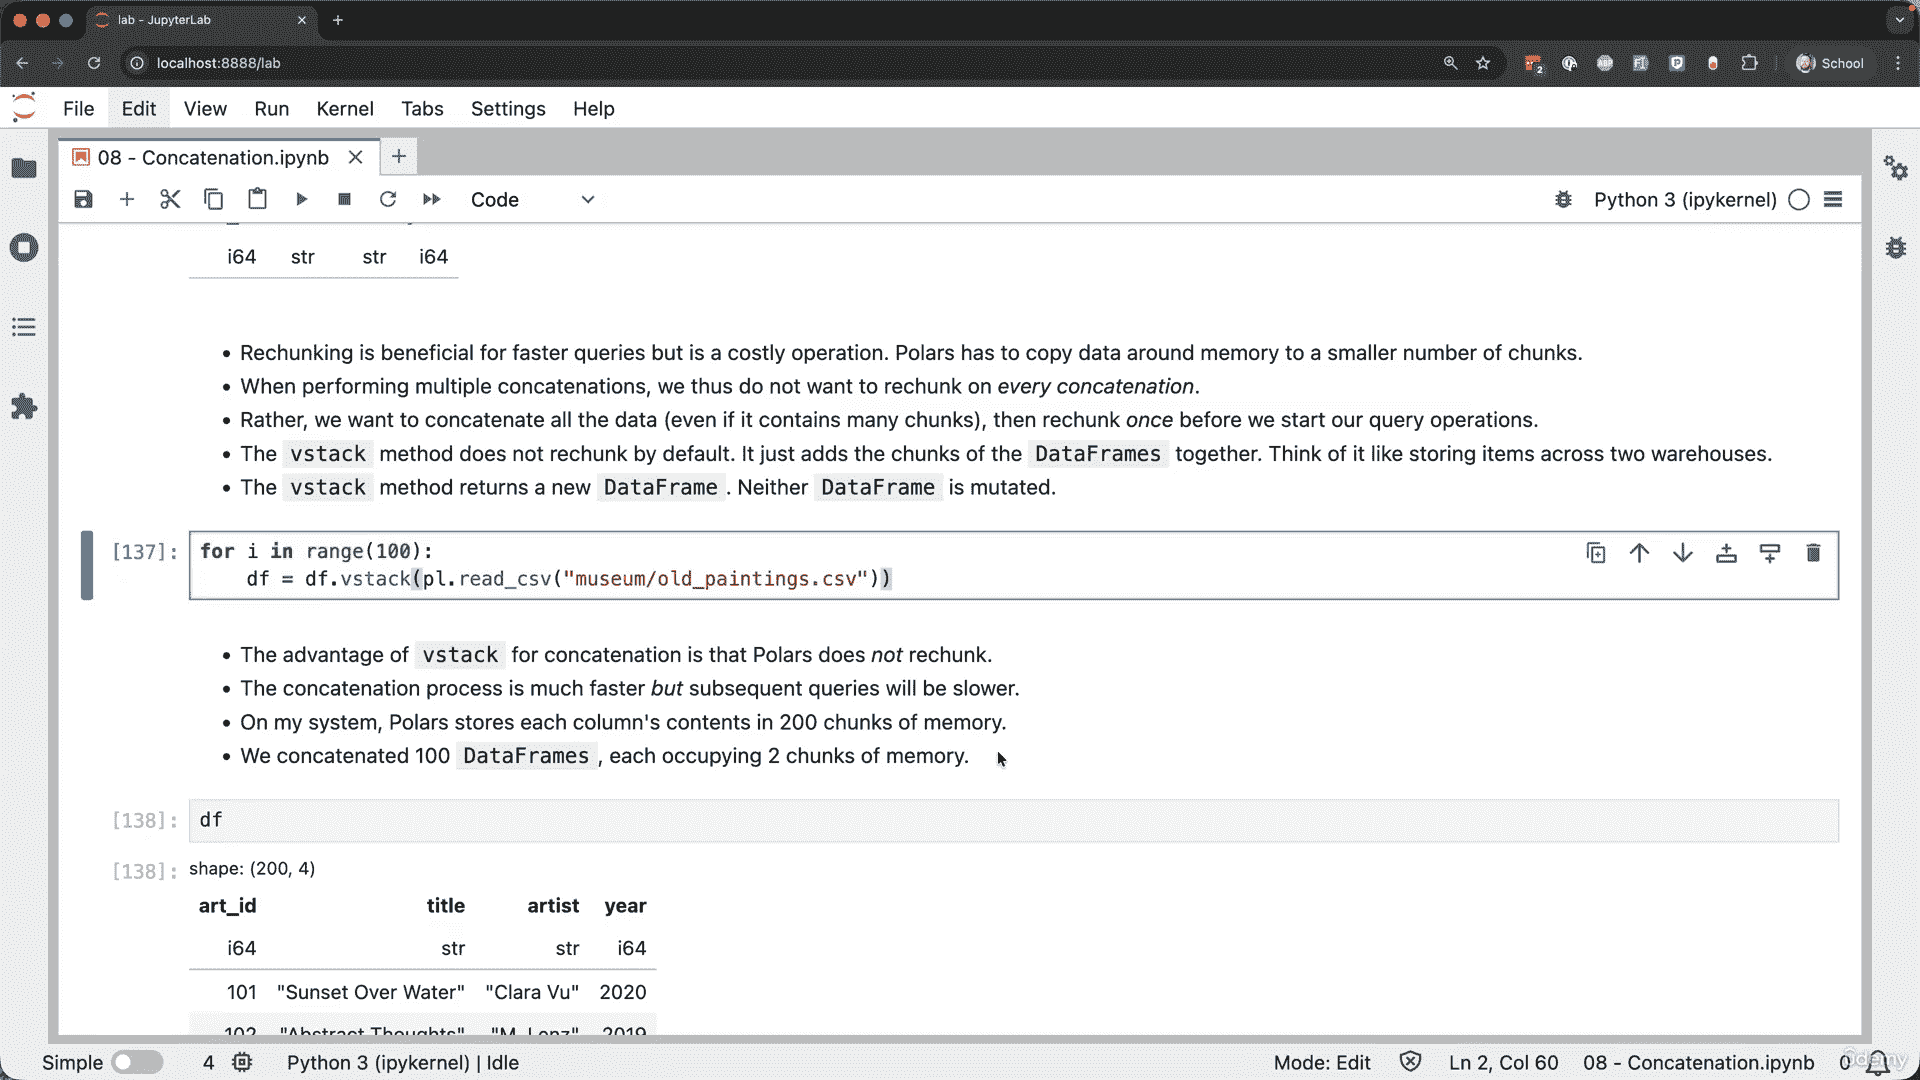 lab - JupyterLab
localhost:8888/lab
2
School
File Edit View Run Kernel Tabs Settings Help
08 - Concatenation.ipynb
Code
Python 3 (ipykernel)
i64 str str i64
• Rechunking is beneficial for faster queries but is a costly operation. Polars has to copy data around memory to a smaller number of chunks.
• When performing multiple concatenations, we thus do not want to rechunk on every concatenation.
• Rather, we want to concatenate all the data (even if it contains many chunks), then rechunk once before we start our query operations.
• The vstack method does not rechunk by default. It just adds the chunks of the DataFrames together. Think of it like storing items across two warehouses.
• The vstack method returns a new DataFrame. Neither DataFrame is mutated.
[137]: for i in range(100):
df = df.vstack(pl.read_csv("museum/old_paintings.csv"))
• The advantage of vstack for concatenation is that Polars does not rechunk.
• The concatenation process is much faster but subsequent queries will be slower.
• On my system, Polars stores each column's contents in 200 chunks of memory.
• We concatenated 100 DataFrames, each occupying 2 chunks of memory.
[138]: df
[138]: shape: (200, 4)
art_id title artist year
i64 str str i64
101 "Sunset Over Water" "Clara Vu" 2020
102 "Abstract Thoughts" "M. Lenz" 2019
Simple 4 Python 3 (ipykernel) | Idle Mode: Edit Ln 2, Col 60 08 - Concatenation.ipynb 0
udemy